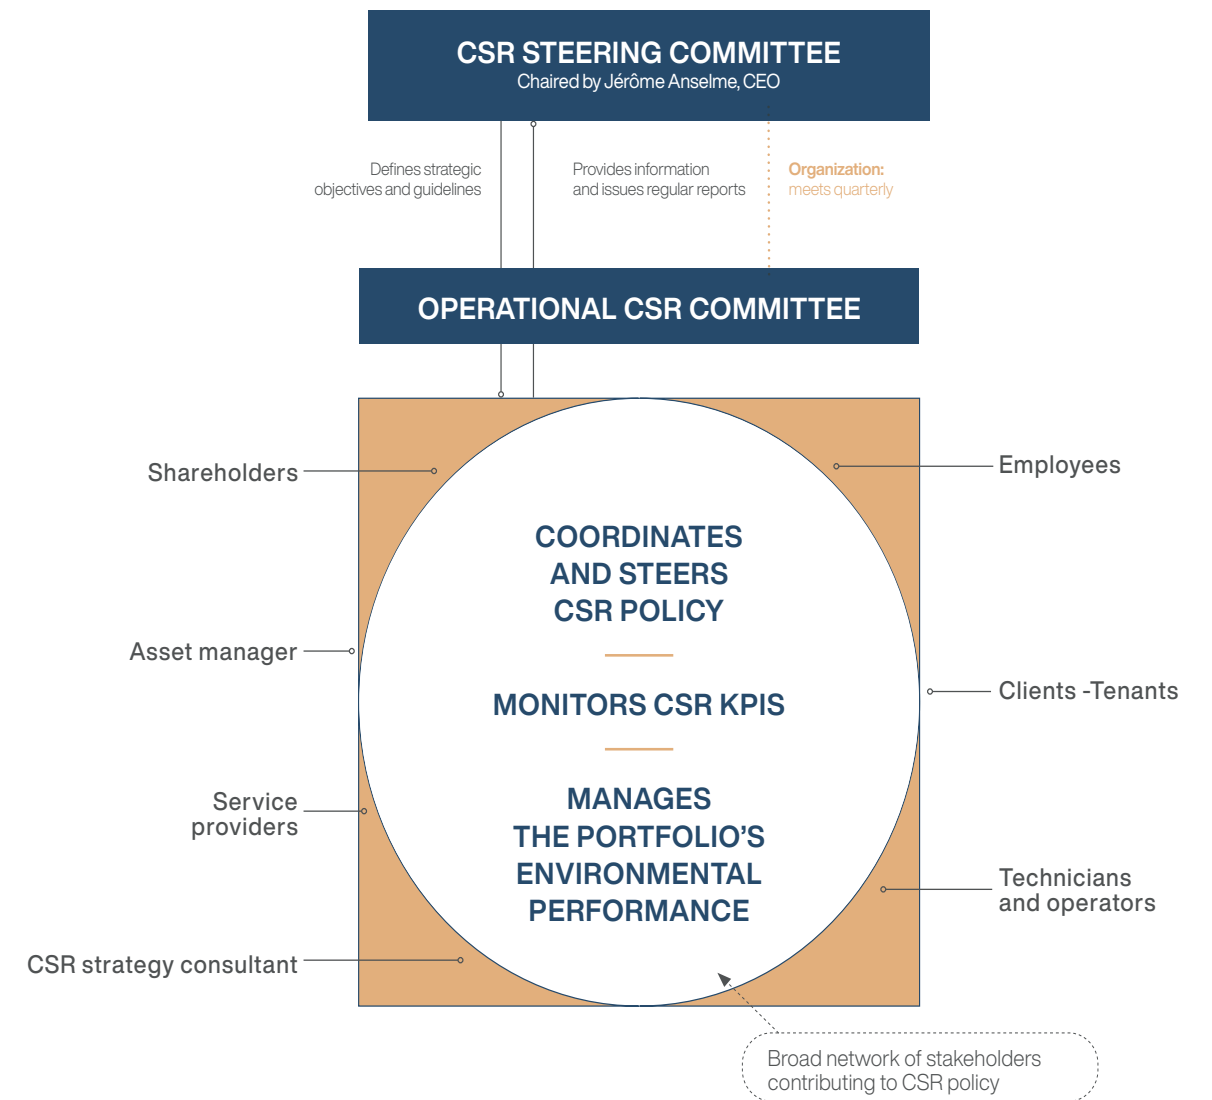 CSR STEERING COMMITTEE
Chaired by Jérôme Anselme, CEO
Defines strategic
objectives and guidelines
Provides information
and issues regular reports
Organization:
meets quarterly
OPERATIONAL CSR COMMITTEE
Shareholders
Employees
COORDINATES
AND STEERS
CSR POLICY
Asset manager
Clients -Tenants
MONITORS CSR KPIS
Service
providers
MANAGES
THE PORTFOLIO’S
ENVIRONMENTAL
PERFORMANCE
Technicians
and operators
CSR strategy consultant
Broad network of stakeholders
contributing to CSR policy